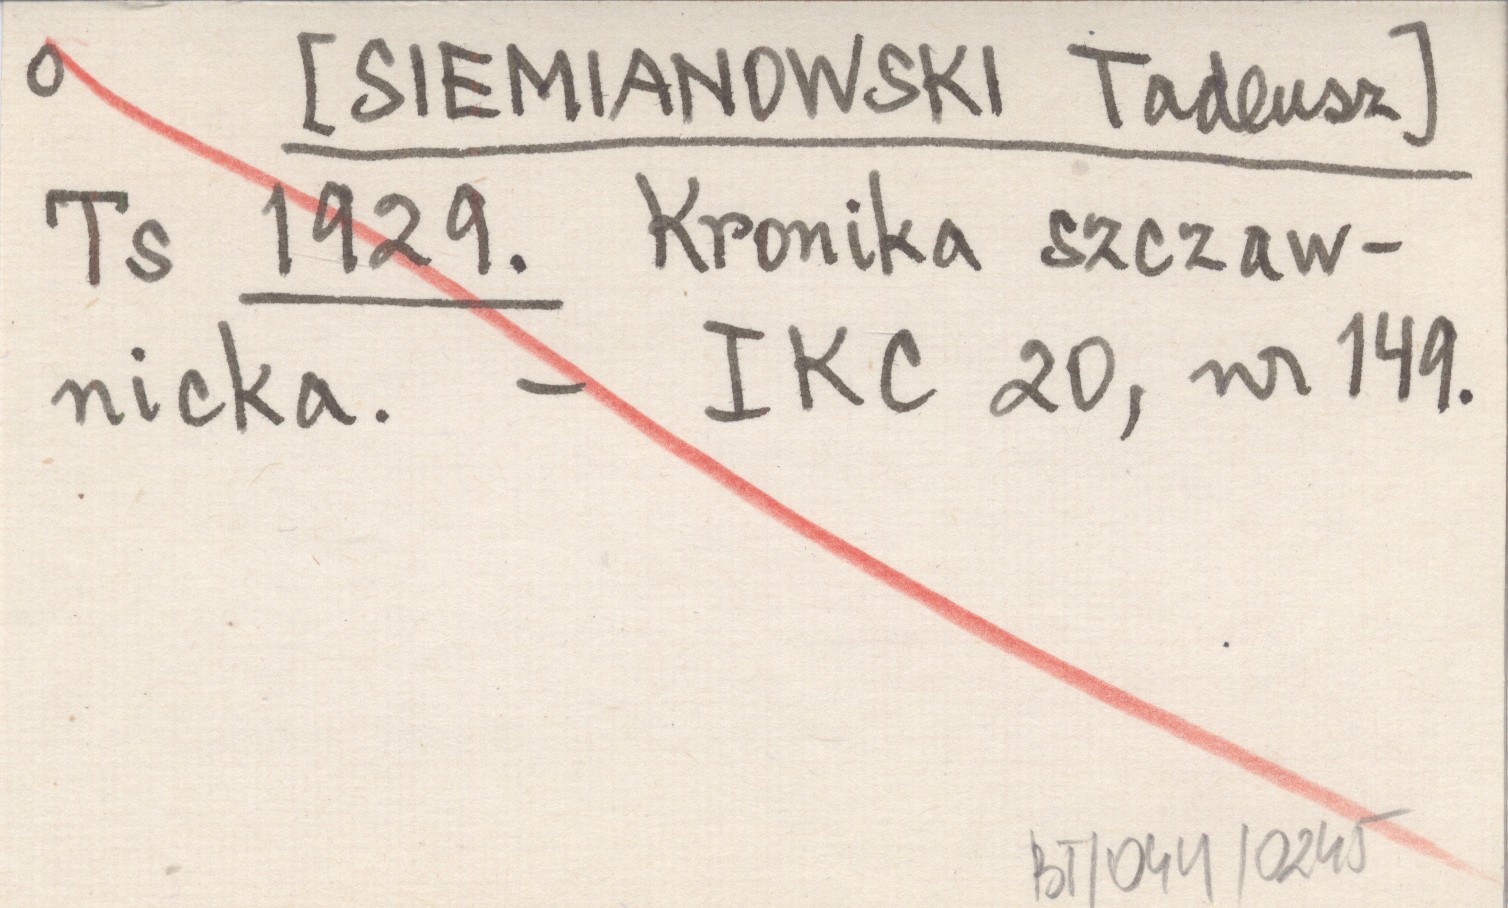 o [SIEMIANOWSKI Tadeusz]
Ts 1929. Kronika szczaw-
nicka. - IKC 20, nr 149.
BT/044/0245